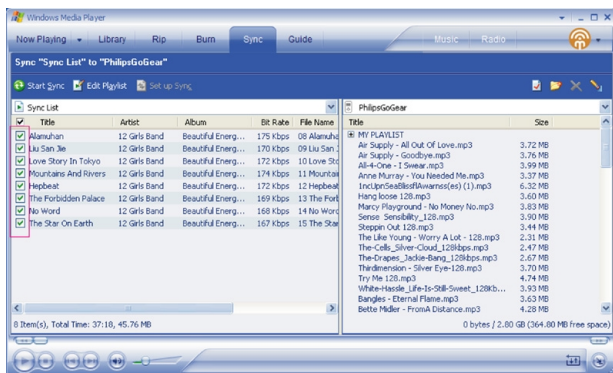 Windows Media Player
Now Playing Library Rip Burn Sync Guide Music Radio
Sync "Sync List" to "PhilipsGoGear"
Start Sync Edit Playlist Set up Sync
Sync List
Title Artist Album Bit Rate File Name
Alamuhan 12 Girls Band Beautiful Energ... 175 Kbps 08 Alamuha
Liu San Jie 12 Girls Band Beautiful Energ... 170 Kbps 09 Liu San J
Love Story In Tokyo 12 Girls Band Beautiful Energ... 172 Kbps 10 Love Sto
Mountains And Rivers 12 Girls Band Beautiful Energ... 174 Kbps 11 Mountain
Hepbeat 12 Girls Band Beautiful Energ... 172 Kbps 12 Hepbeat
The Forbidden Palace 12 Girls Band Beautiful Energ... 169 Kbps 13 The Forb
No Word 12 Girls Band Beautiful Energ... 168 Kbps 14 No Word
The Star On Earth 12 Girls Band Beautiful Energ... 167 Kbps 15 The Star
8 Item(s), Total Time: 37:18, 45.76 MB
PhilipsGoGear
Title Size
MY PLAYLIST
Air Supply - All Out Of Love.mp3 3.72 MB
Air Supply - Goodbye.mp3 3.76 MB
All-4-One - I Swear.mp3 3.99 MB
Anne Murray - You Needed Me.mp3 3.37 MB
1ncUpnSeaBlissflAwarnss(es) (1).mp3 6.32 MB
Hang loose 128.mp3 3.60 MB
Marcy Playground - No Money No.mp3 3.83 MB
Sense Sensibility_128.mp3 3.90 MB
Steppin Out 128.mp3 3.44 MB
The Like Young - Worry A Lot - 128.mp3 2.31 MB
The-Cells_Silver-Cloud_128kbps.mp3 2.47 MB
The-Drapes_Jackie-Bang_128kbps.mp3 2.67 MB
Thirdimension - Silver Eye-128.mp3 3.70 MB
Try Me 128.mp3 4.74 MB
White-Hassle_Life-Is-Still-Sweet_128Kb... 3.93 MB
Bangles - Eternal Flame.mp3 3.63 MB
Bette Midler - FromA Distance.mp3 4.28 MB
0 bytes / 2.80 GB (364.80 MB free space)